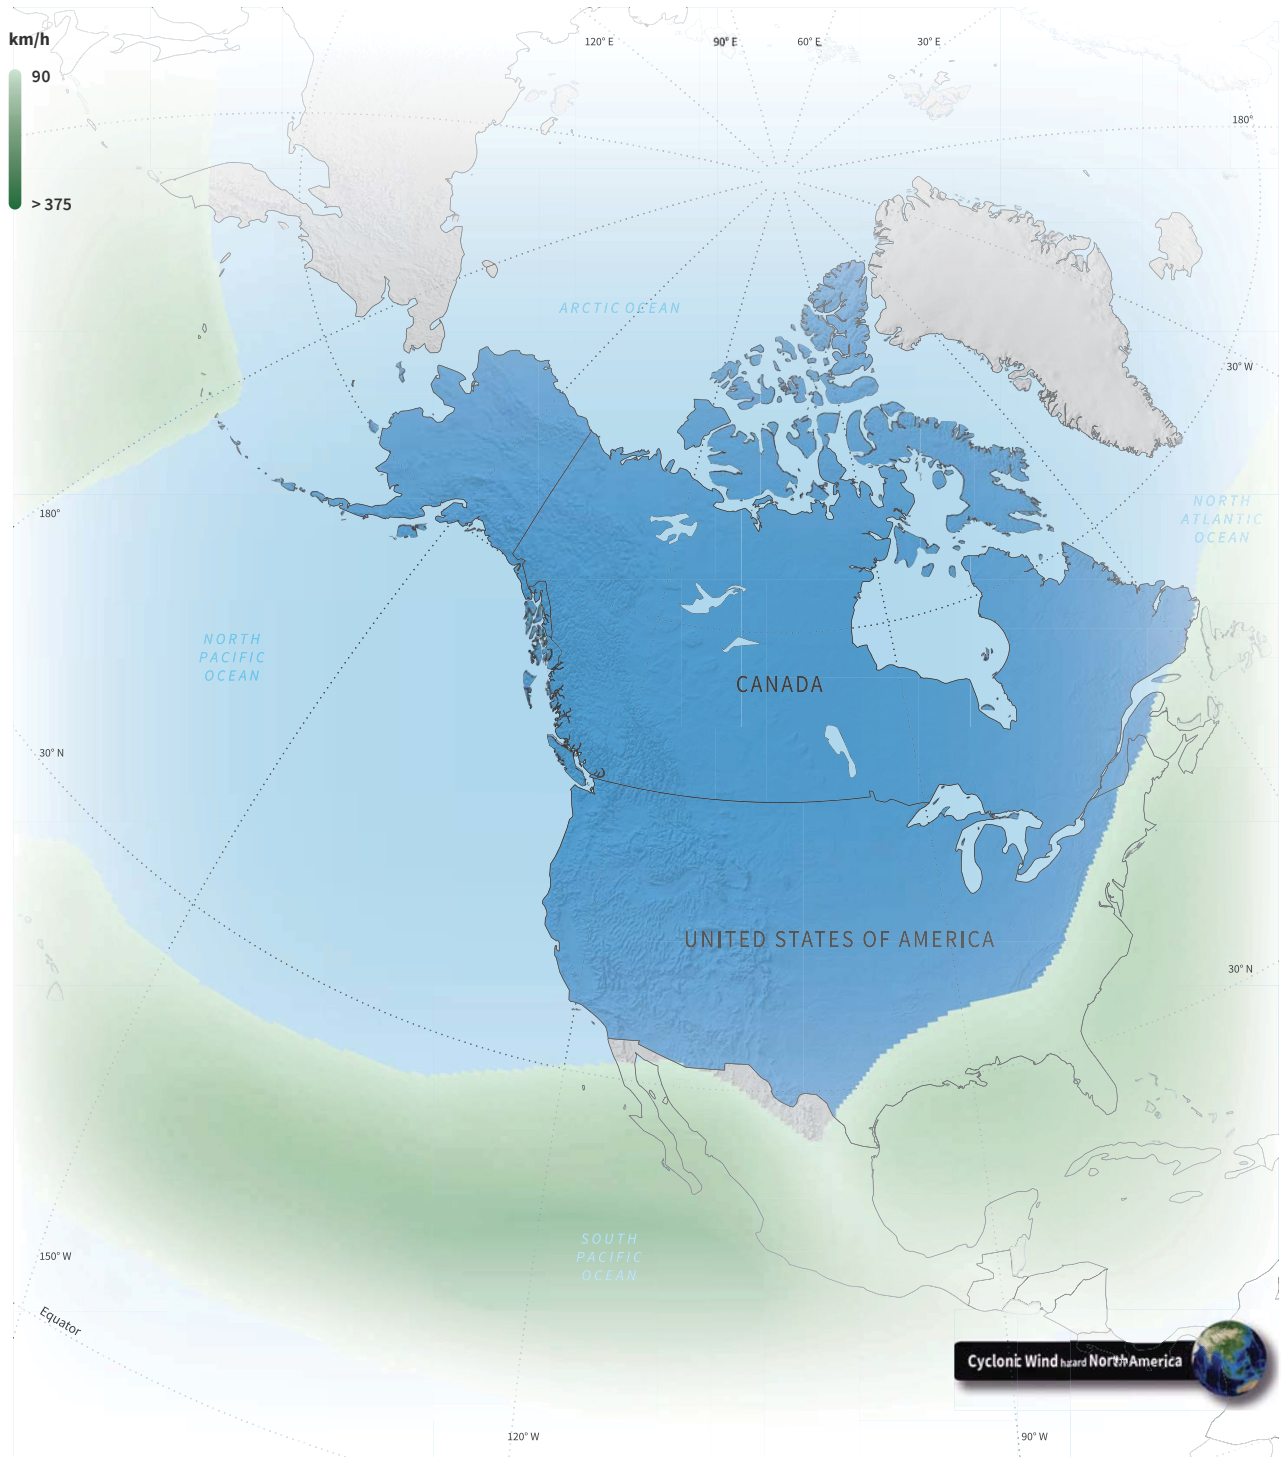 km/h
90
> 375
120° E
90° E
60° E
30° E
180°
ARCTIC OCEAN
30° W
NORTH
ATLANTIC
OCEAN
180°
NORTH
PACIFIC
OCEAN
CANADA
30° N
UNITED STATES OF AMERICA
30° N
SOUTH
PACIFIC
OCEAN
150° W
Equator
Cyclonic Wind hazard North America
120° W
90° W